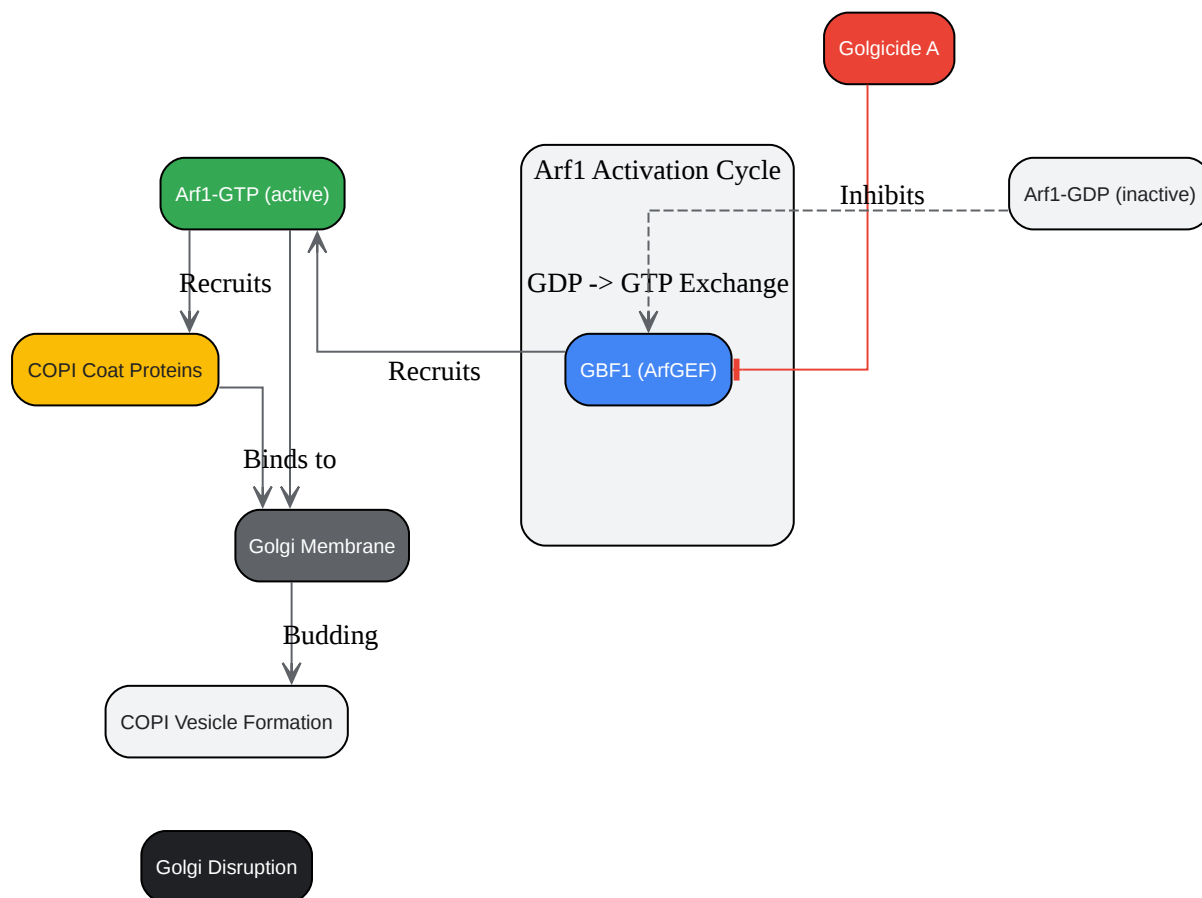 Golgicide A
Arf1 Activation Cycle
Arf1-GTP (active)
Inhibits
Arf1-GDP (inactive)
Recruits
GDP -> GTP Exchange
COPI Coat Proteins
Recruits
GBF1 (ArfGEF)
Binds to
Golgi Membrane
Budding
COPI Vesicle Formation
Golgi Disruption